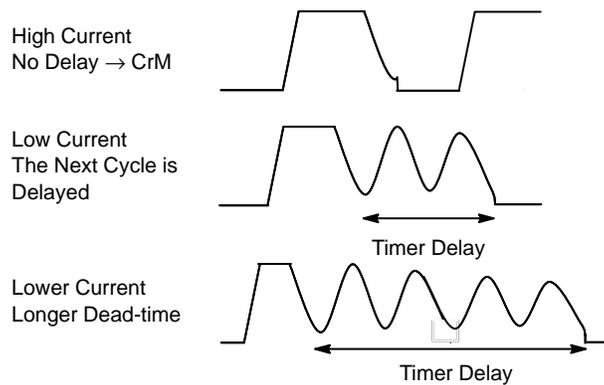 High Current
No Delay → CrM
Low Current
The Next Cycle is
Delayed
Timer Delay
Lower Current
Longer Dead-time
Timer Delay